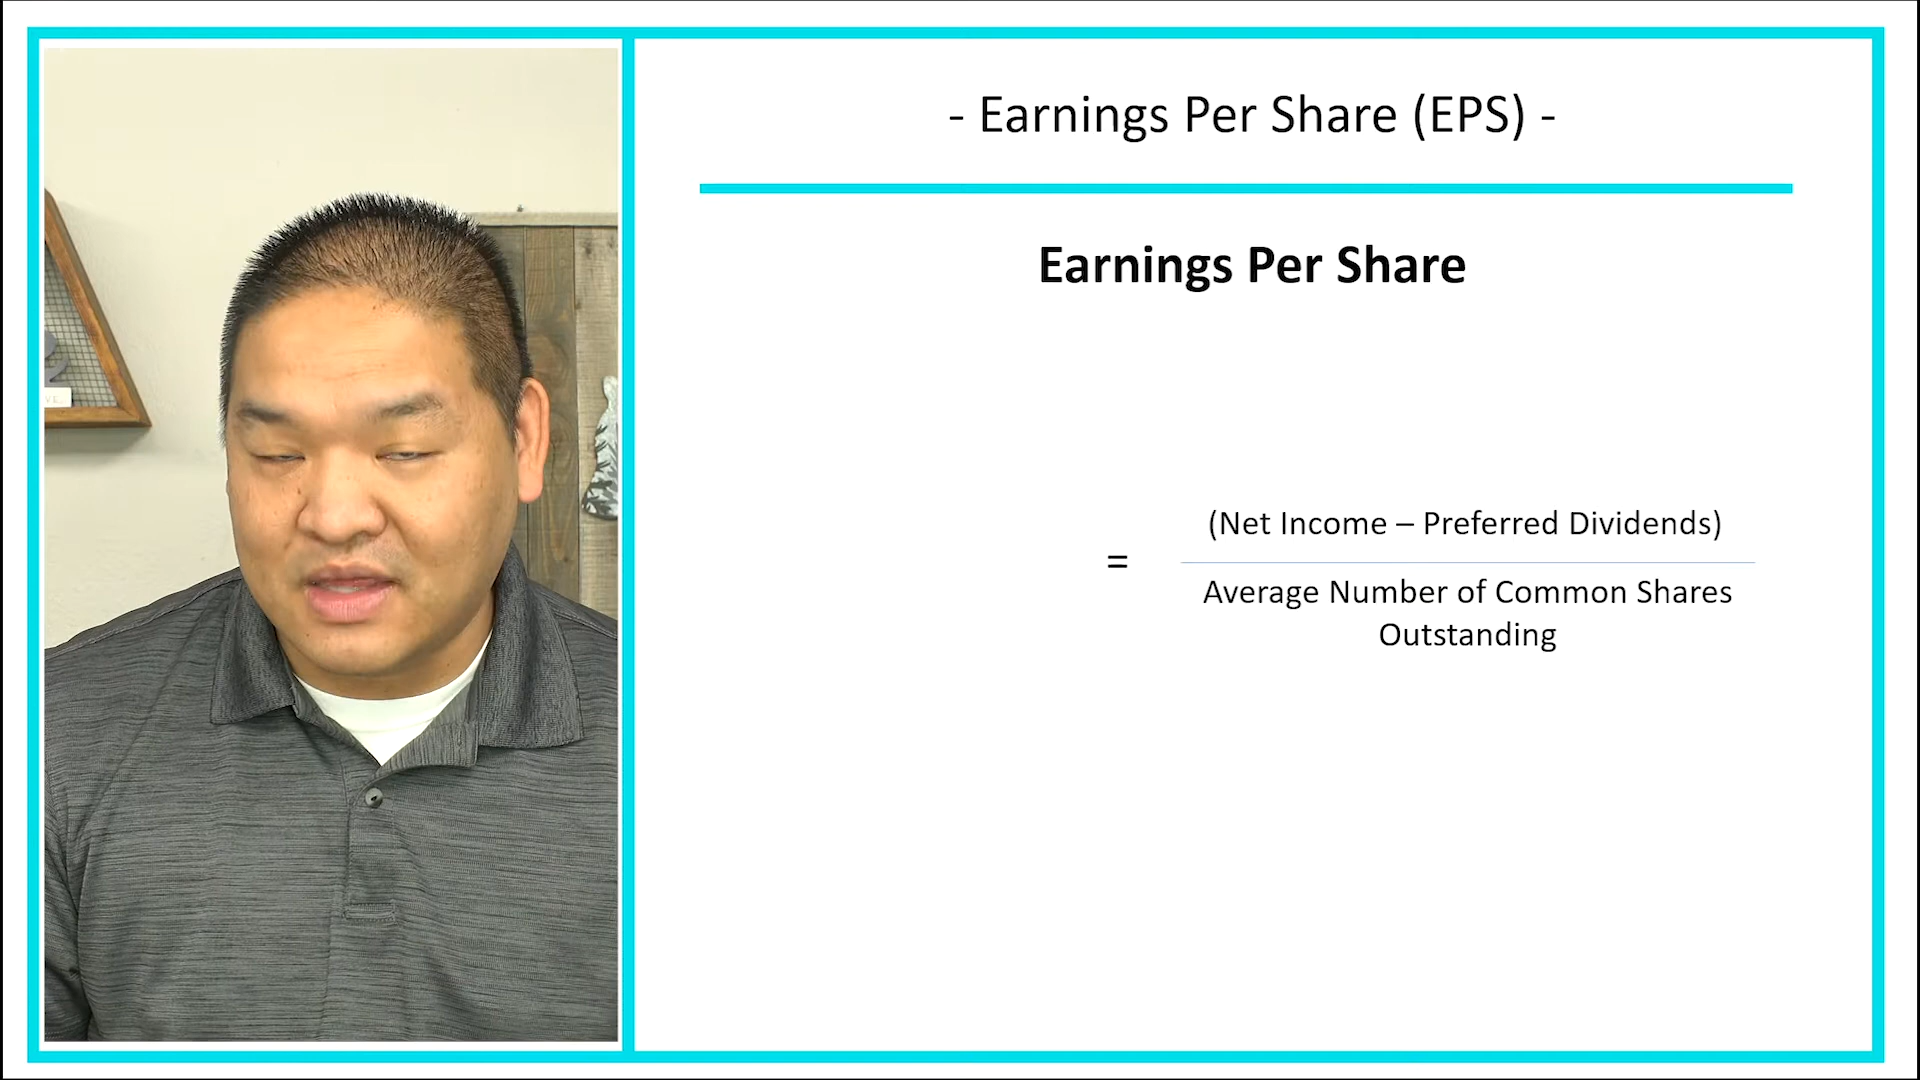 - Earnings Per Share (EPS) -
Earnings Per Share
(Net Income – Preferred Dividends)
=
Average Number of Common Shares
Outstanding